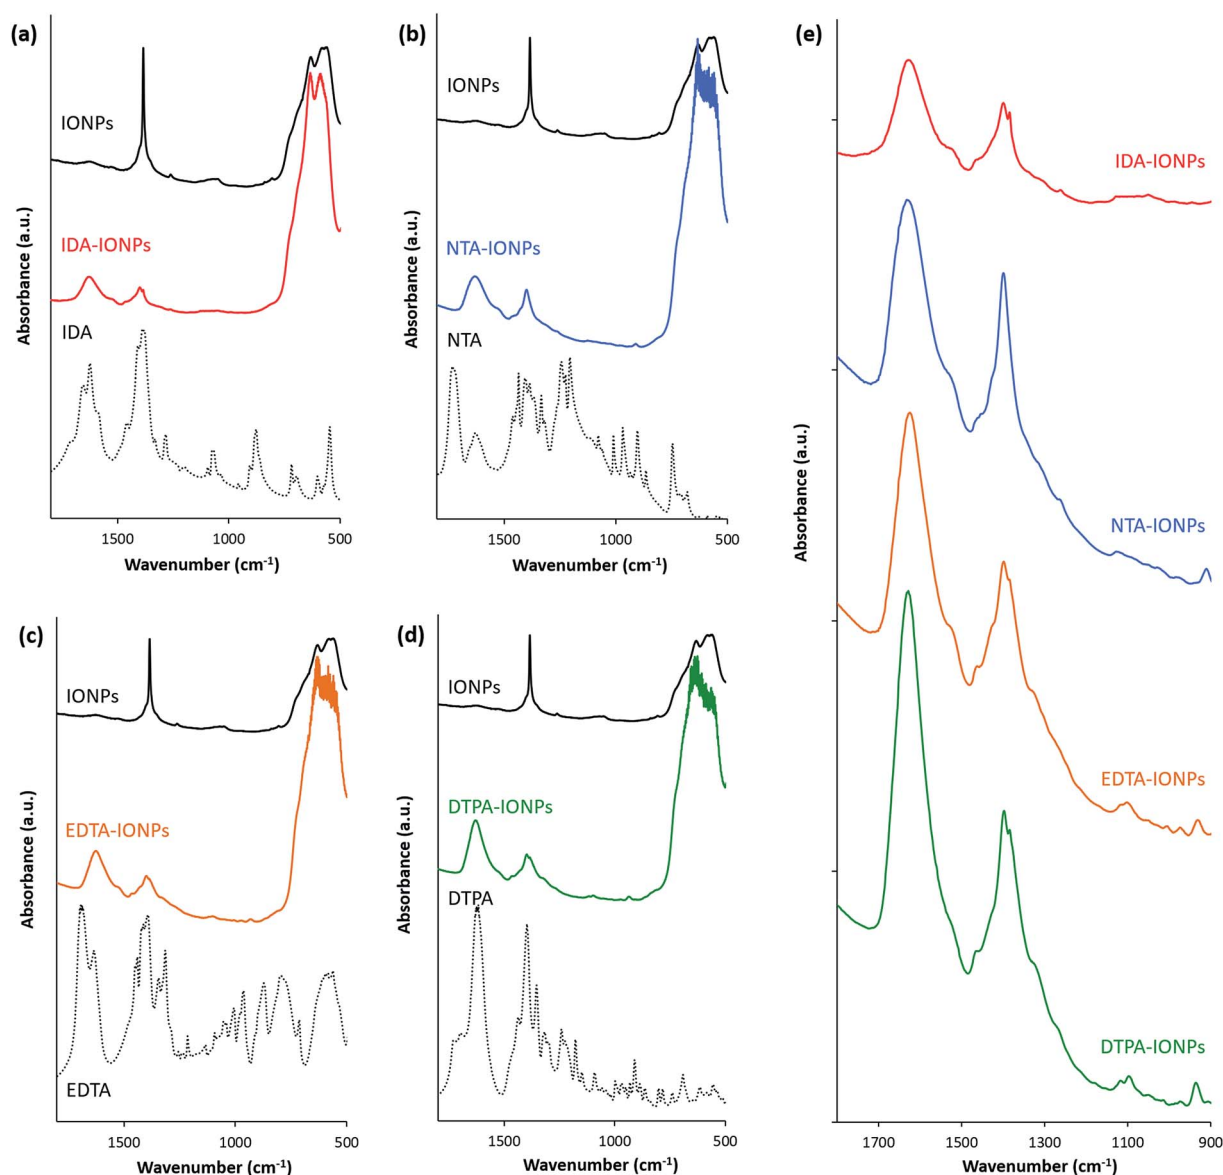 (a)
IONPs
IDA-IONPs
IDA
Absorbance (a.u.)
1500
1000
500
Wavenumber (cm⁻¹)
(b)
IONPs
NTA-IONPs
NTA
Absorbance (a.u.)
1500
1000
500
Wavenumber (cm⁻¹)
(c)
IONPs
EDTA-IONPs
EDTA
Absorbance (a.u.)
1500
1000
500
Wavenumber (cm⁻¹)
(d)
IONPs
DTPA-IONPs
DTPA
Absorbance (a.u.)
1500
1000
500
Wavenumber (cm⁻¹)
(e)
IDA-IONPs
NTA-IONPs
EDTA-IONPs
DTPA-IONPs
Absorbance (a.u.)
1700
1500
1300
1100
900
Wavenumber (cm⁻¹)